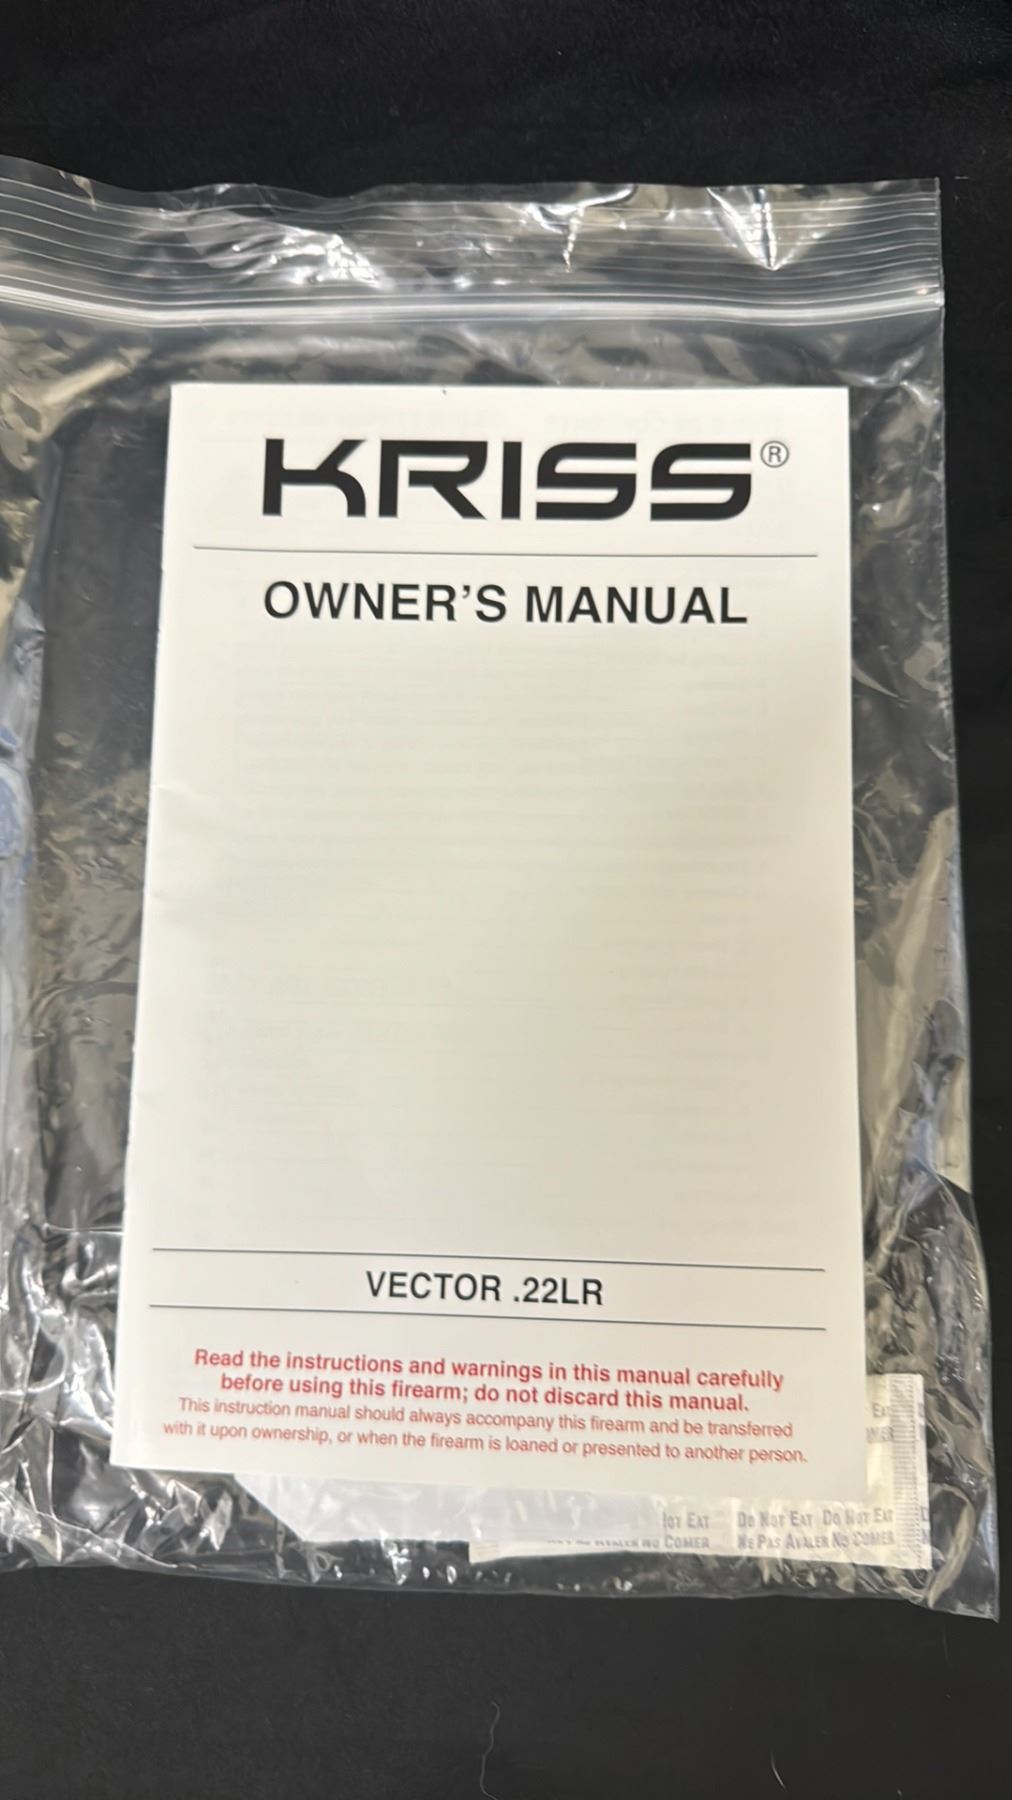 KRISS®
OWNER'S MANUAL
VECTOR .22LR
Read the instructions and warnings in this manual carefully
before using this firearm; do not discard this manual.
This instruction manual should always accompany this firearm and be transferred
with it upon ownership, or when the firearm is loaned or presented to another person.
EAT Do Not Eat Do Not Eat
No Comer Ne Pas Avaler No Comer